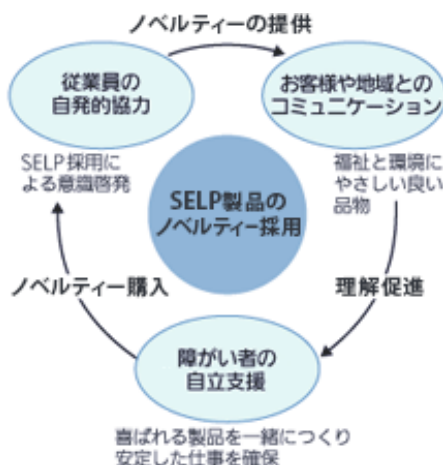 ノベルティーの提供
従業員の
自発的協力
お客様や地域との
コミュニケーション
SELP採用に
よる意識啓発
福祉と環境に
やさしい良い
品物
SELP製品の
ノベルティー採用
ノベルティー購入
理解促進
障がい者の
自立支援
喜ばれる製品を一緒につくり
安定した仕事を確保